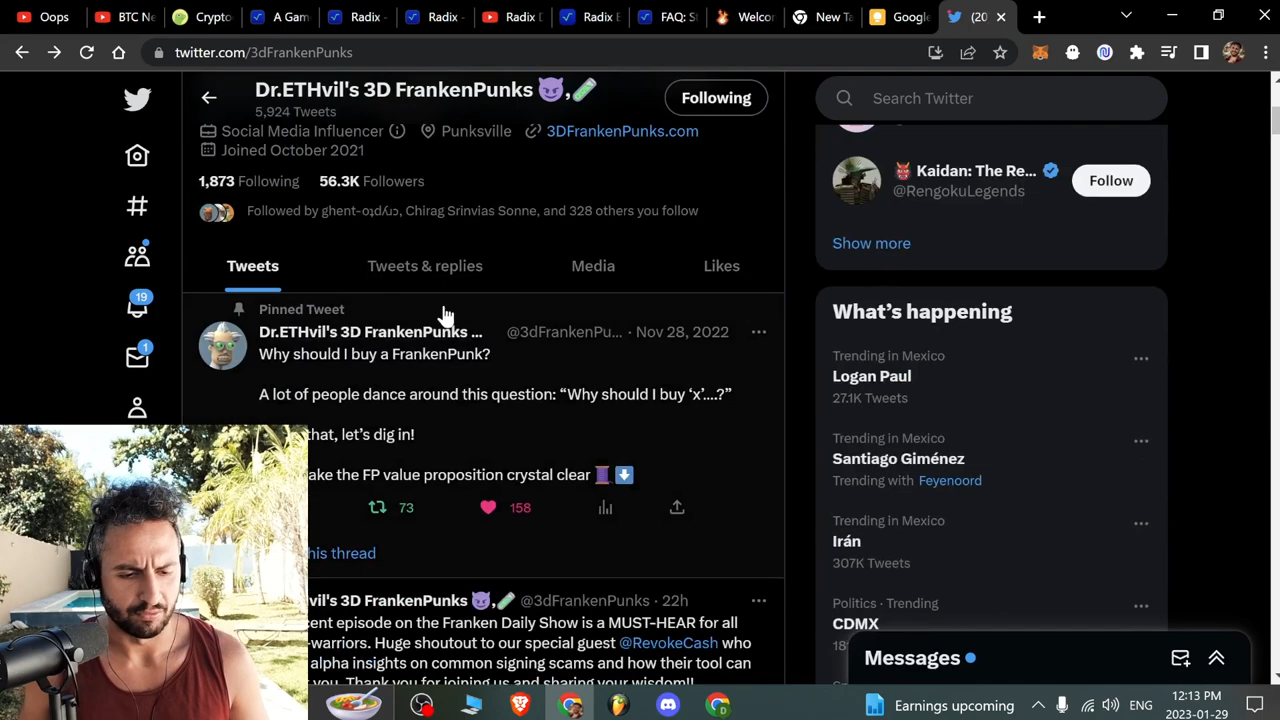 Oops
BTC Ne
Crypto
A Gam
Radix -
Radix -
Radix D
Radix E
FAQ: S
Welcor
New Ta
Google
(20
twitter.com/3dFrankenPunks
Dr.ETHvil's 3D FrankenPunks 😈,🧪
5,924 Tweets
Following
Social Media Influencer Punksville 3DFrankenPunks.com
Joined October 2021
1,873 Following 56.3K Followers
Followed by Chirag Srinvias Sonne, and 328 others you follow
Tweets Tweets & replies Media Likes
Pinned Tweet
Dr.ETHvil's 3D FrankenPunks ... @3dFrankenPu... · Nov 28, 2022
Why should I buy a FrankenPunk?
A lot of people dance around this question: “Why should I buy ‘x’....?”
that, let’s dig in!
ake the FP value proposition crystal clear 🧵⬇️
73 158
his thread
vil's 3D FrankenPunks 😈,🧪 @3dFrankenPunks · 22h
cent episode on the Franken Daily Show is a MUST-HEAR for all
-warriors. Huge shoutout to our special guest @RevokeCash who
alpha insights on common signing scams and how their tool can
you. Thank you for joining us and sharing your wisdom!!
19
1
Search Twitter
👹 Kaidan: The Re...
@RengokuLegends
Follow
Show more
What’s happening
Trending in Mexico
Logan Paul
27.1K Tweets
Trending in Mexico
Santiago Giménez
Trending with Feyenoord
Trending in Mexico
Irán
307K Tweets
Politics · Trending
CDMX
Messages
Earnings upcoming
ENG
12:13 PM
2023-01-29